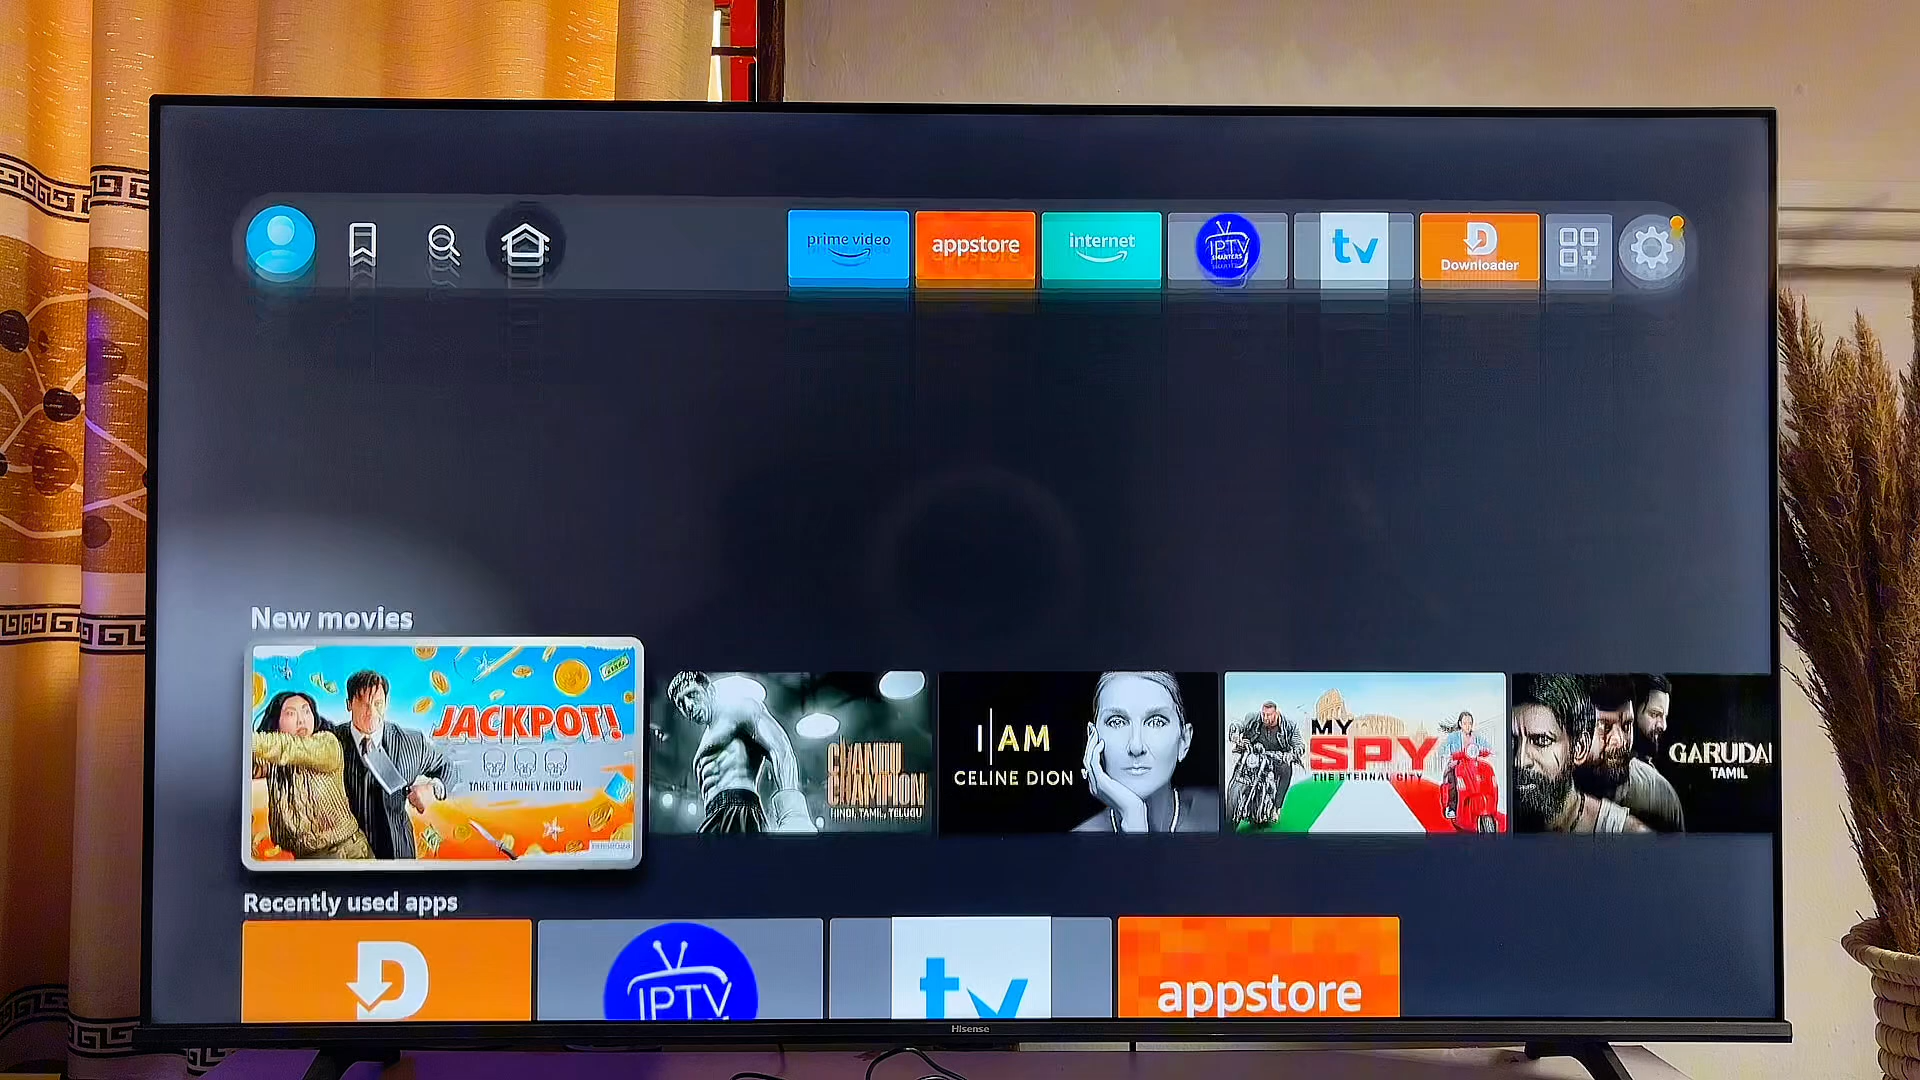 prime video
appstore
internet
IPTV
SMARTERS
tv
Downloader
New movies
JACKPOT!
TAKE THE MONEY AND RUN
CHANDU
CHAMPION
HINDI, TAMIL, TELUGU
I AM
CELINE DION
MY
SPY
THE ETERNAL CITY
GARUDAN
TAMIL
Recently used apps
D
IPTV
tv
appstore
Hisense